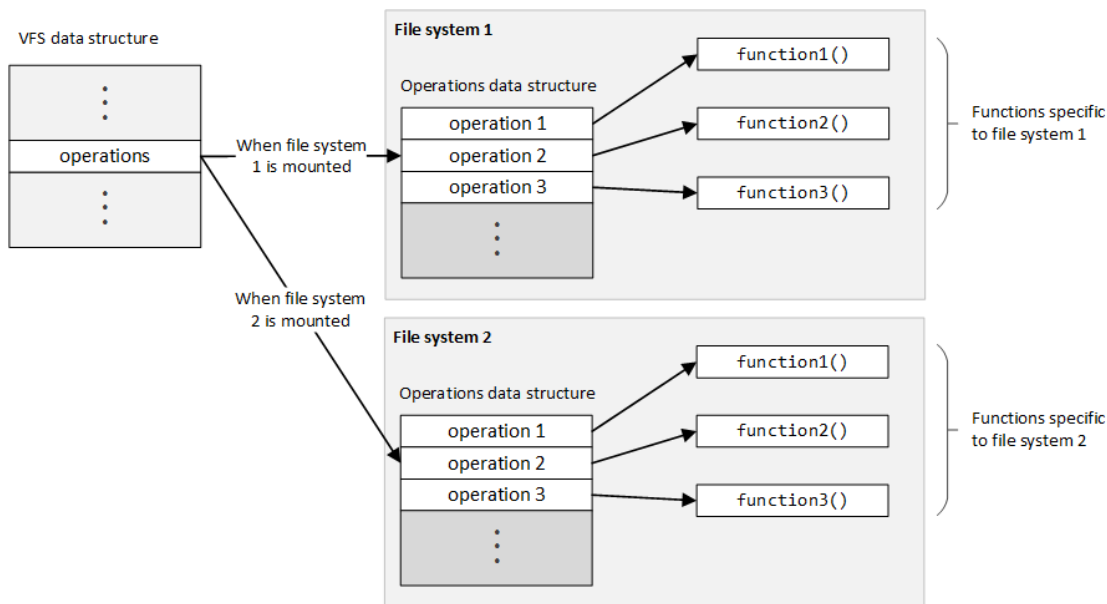 VFS data structure
operations
When file system
1 is mounted
When file system
2 is mounted
File system 1
Operations data structure
operation 1
operation 2
operation 3
function1()
function2()
function3()
Functions specific
to file system 1
File system 2
Operations data structure
operation 1
operation 2
operation 3
function1()
function2()
function3()
Functions specific
to file system 2